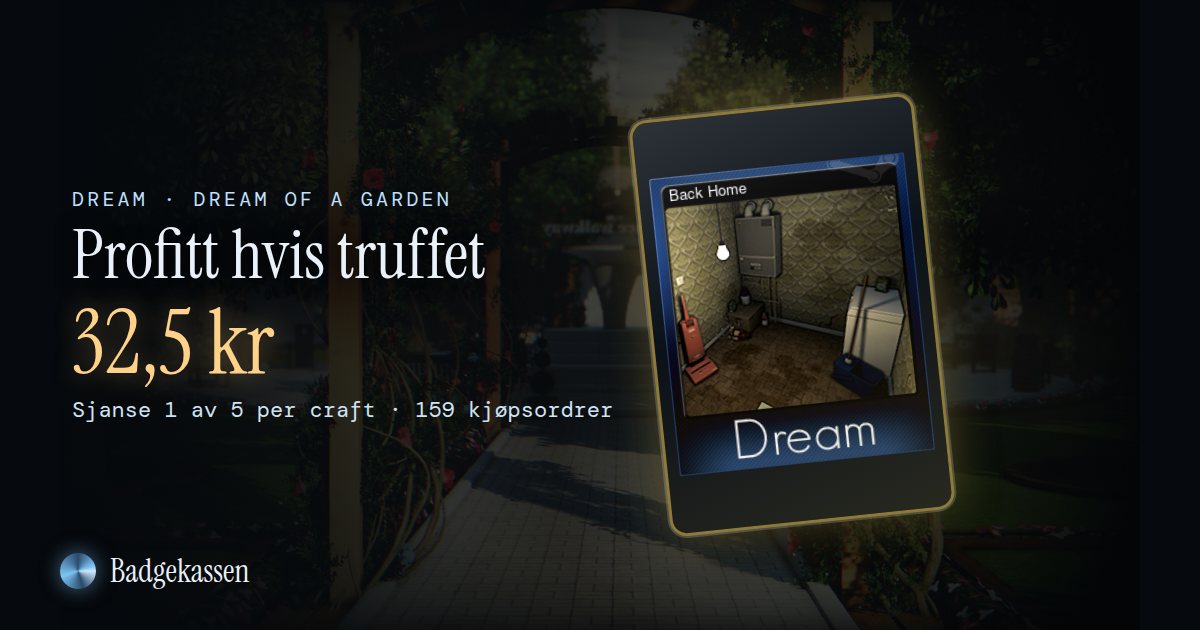 DREAM · DREAM OF A GARDEN
Profitt hvis truffet
32,5 kr
Sjanse 1 av 5 per craft · 159 kjøpsordrer
Back Home
Dream
Badgekassen